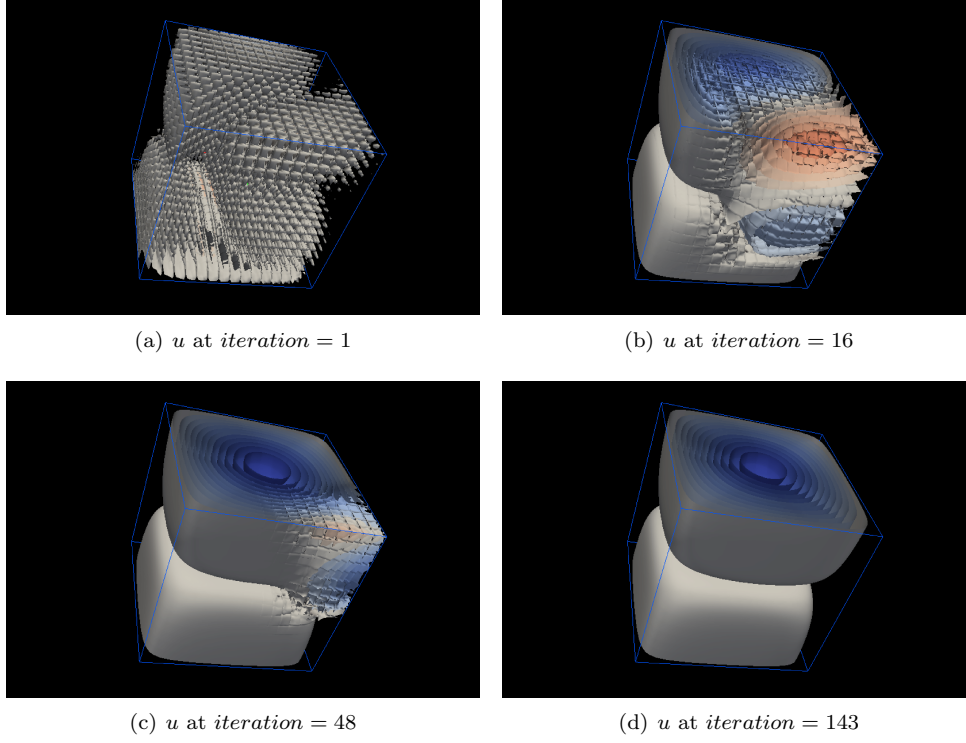 (a) u at iteration = 1
(b) u at iteration = 16
(c) u at iteration = 48
(d) u at iteration = 143